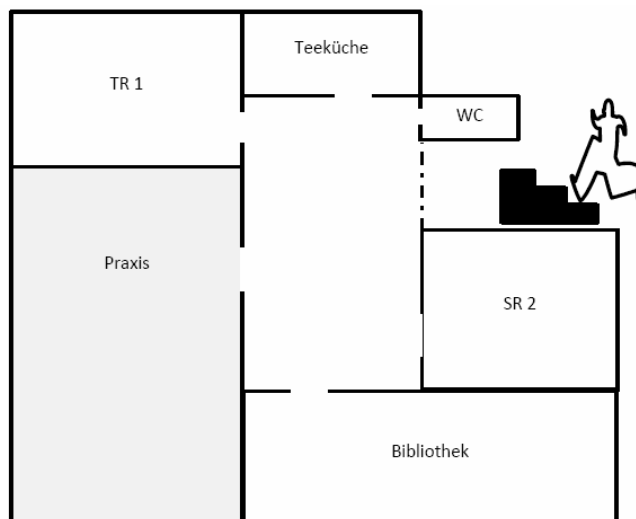 Teeküche
TR 1
WC
Praxis
SR 2
Bibliothek